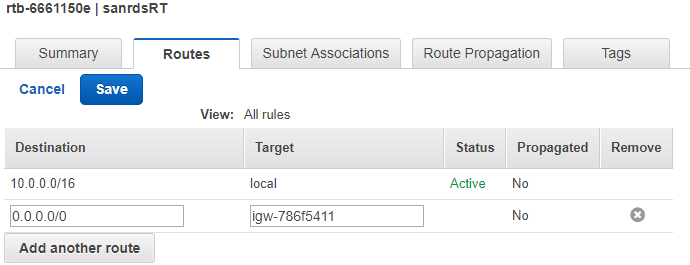 rtb-6661150e | sanrdsRT
Summary Routes Subnet Associations Route Propagation Tags
Cancel Save
View: All rules
Destination Target Status Propagated Remove
10.0.0.0/16 local Active No
0.0.0.0/0 igw-786f5411 No
Add another route